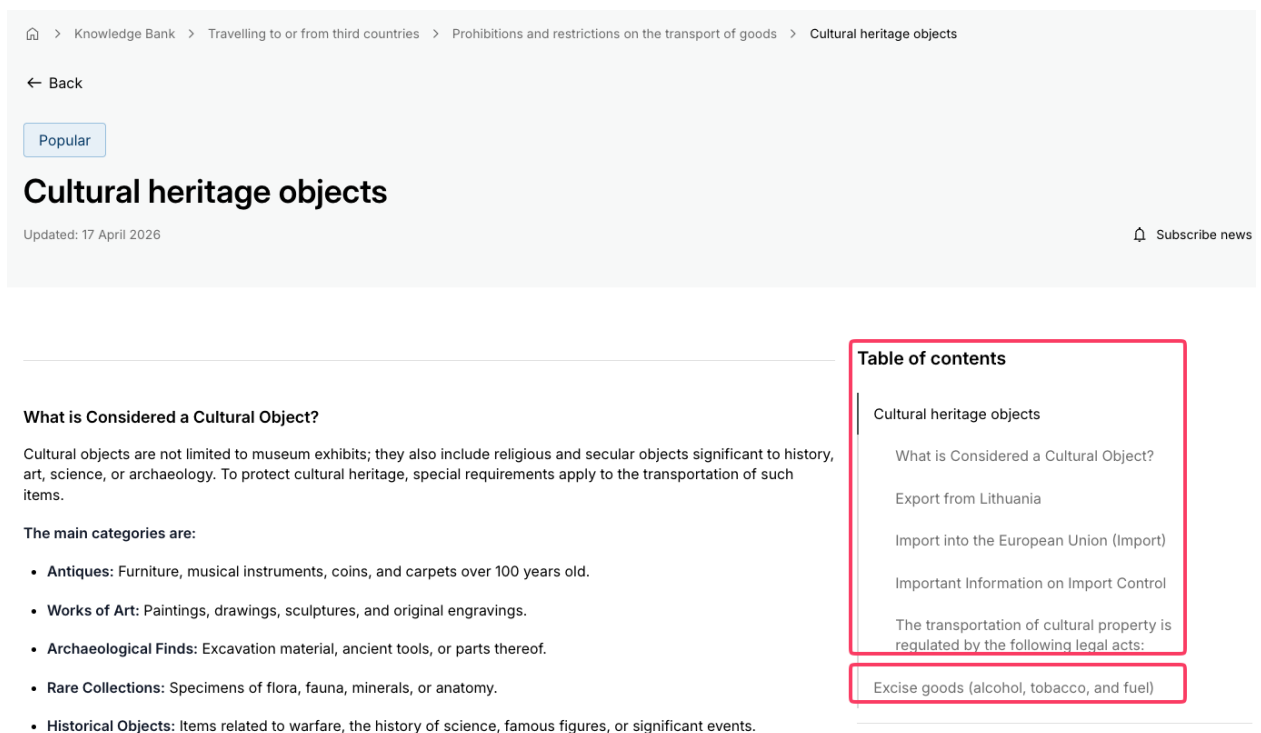 Knowledge Bank > Travelling to or from third countries > Prohibitions and restrictions on the transport of goods > Cultural heritage objects
← Back
Popular
Cultural heritage objects
Updated: 17 April 2026
Subscribe news
What is Considered a Cultural Object?
Cultural objects are not limited to museum exhibits; they also include religious and secular objects significant to history,
art, science, or archaeology. To protect cultural heritage, special requirements apply to the transportation of such
items.
The main categories are:
• Antiques: Furniture, musical instruments, coins, and carpets over 100 years old.
• Works of Art: Paintings, drawings, sculptures, and original engravings.
• Archaeological Finds: Excavation material, ancient tools, or parts thereof.
• Rare Collections: Specimens of flora, fauna, minerals, or anatomy.
• Historical Objects: Items related to warfare, the history of science, famous figures, or significant events.
Table of contents
Cultural heritage objects
What is Considered a Cultural Object?
Export from Lithuania
Import into the European Union (Import)
Important Information on Import Control
The transportation of cultural property is
regulated by the following legal acts:
Excise goods (alcohol, tobacco, and fuel)